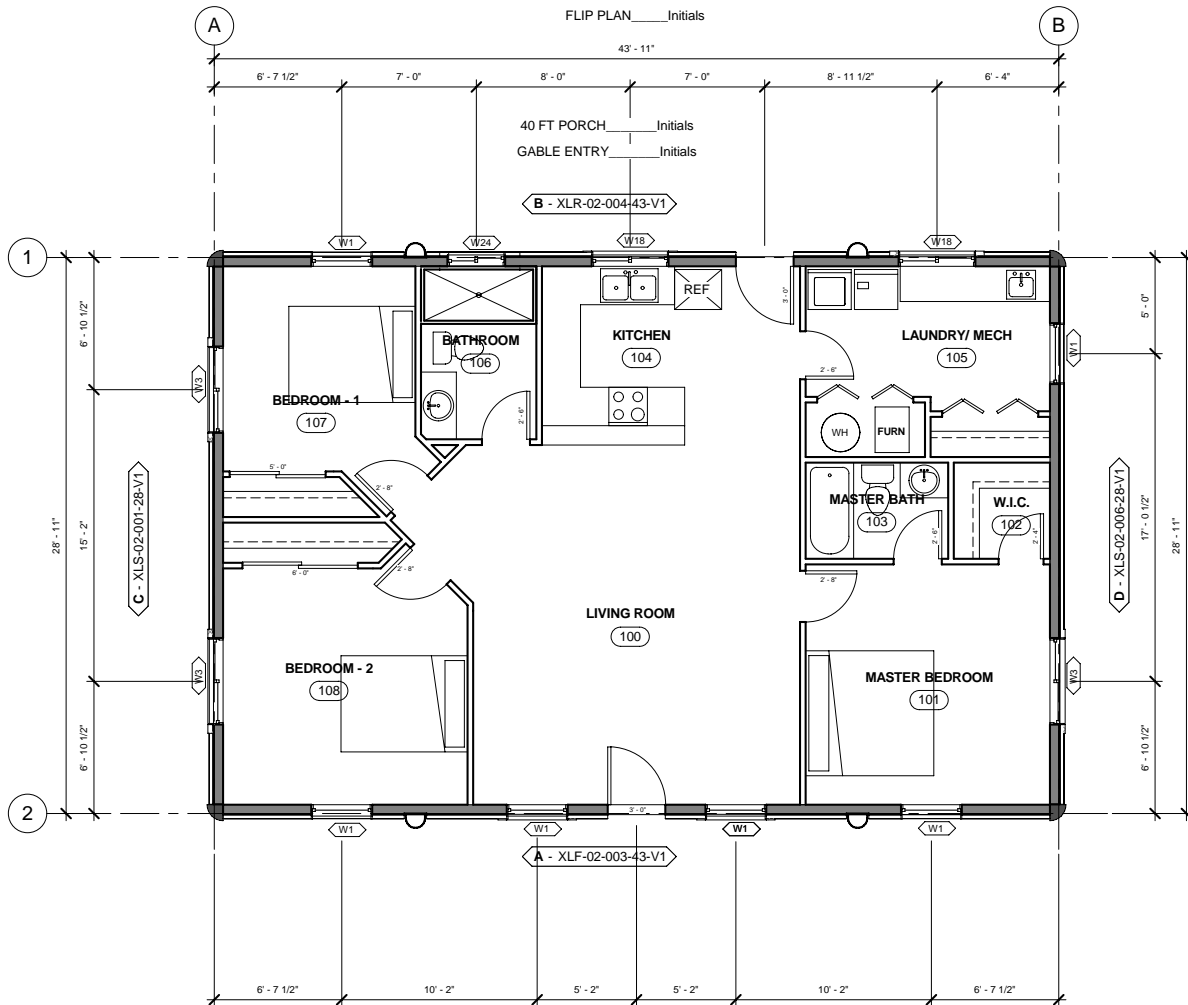 FLIP PLAN_____Initials
A
B
43' - 11"
6' - 7 1/2"
7' - 0"
8' - 0"
7' - 0"
8' - 11 1/2"
6' - 4"
40 FT PORCH_______Initials
GABLE ENTRY_______Initials
B - XLR-02-004-43-V1
W1
W24
W18
W18
1
REF
3' - 0"
6' - 10 1/2"
5' - 0"
BATHROOM
106
KITCHEN
104
LAUNDRY/ MECH
105
W1
2' - 6"
W3
BEDROOM - 1
107
2' - 6"
WH
FURN
5' - 0"
2' - 8"
MASTER BATH
103
W.I.C.
102
2' - 6"
2' - 4"
28' - 11"
15' - 2"
C - XLS-02-001-28-V1
D - XLS-02-006-28-V1
17' - 0 1/2"
28' - 11"
6' - 0"
2' - 8"
2' - 8"
LIVING ROOM
100
BEDROOM - 2
108
MASTER BEDROOM
101
W3
W3
6' - 10 1/2"
6' - 10 1/2"
2
3' - 0"
W1
W1
W1
W1
A - XLF-02-003-43-V1
6' - 7 1/2"
10' - 2"
5' - 2"
5' - 2"
10' - 2"
6' - 7 1/2"